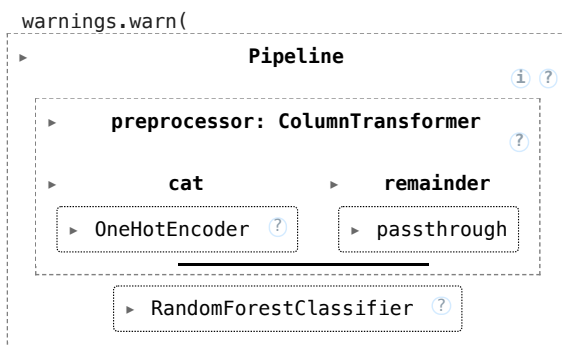 warnings.warn(
▸ Pipeline
i ?
▸ preprocessor: ColumnTransformer
?
▸ cat ▸ remainder
▸ OneHotEncoder ? ▸ passthrough
▸ RandomForestClassifier ?